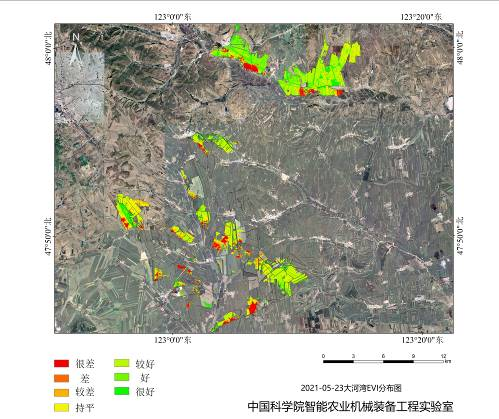 123°0'0"东 123°20'0"东
N
48°0'0"北 48°0'0"北
47°50'0"北 47°50'0"北
123°0'0"东 123°20'0"东
很差 较好
差 好
较差 很好
持平
0 3 6 9 12
km
2021-05-23大河湾EVI分布图
中国科学院智能农业机械装备工程实验室